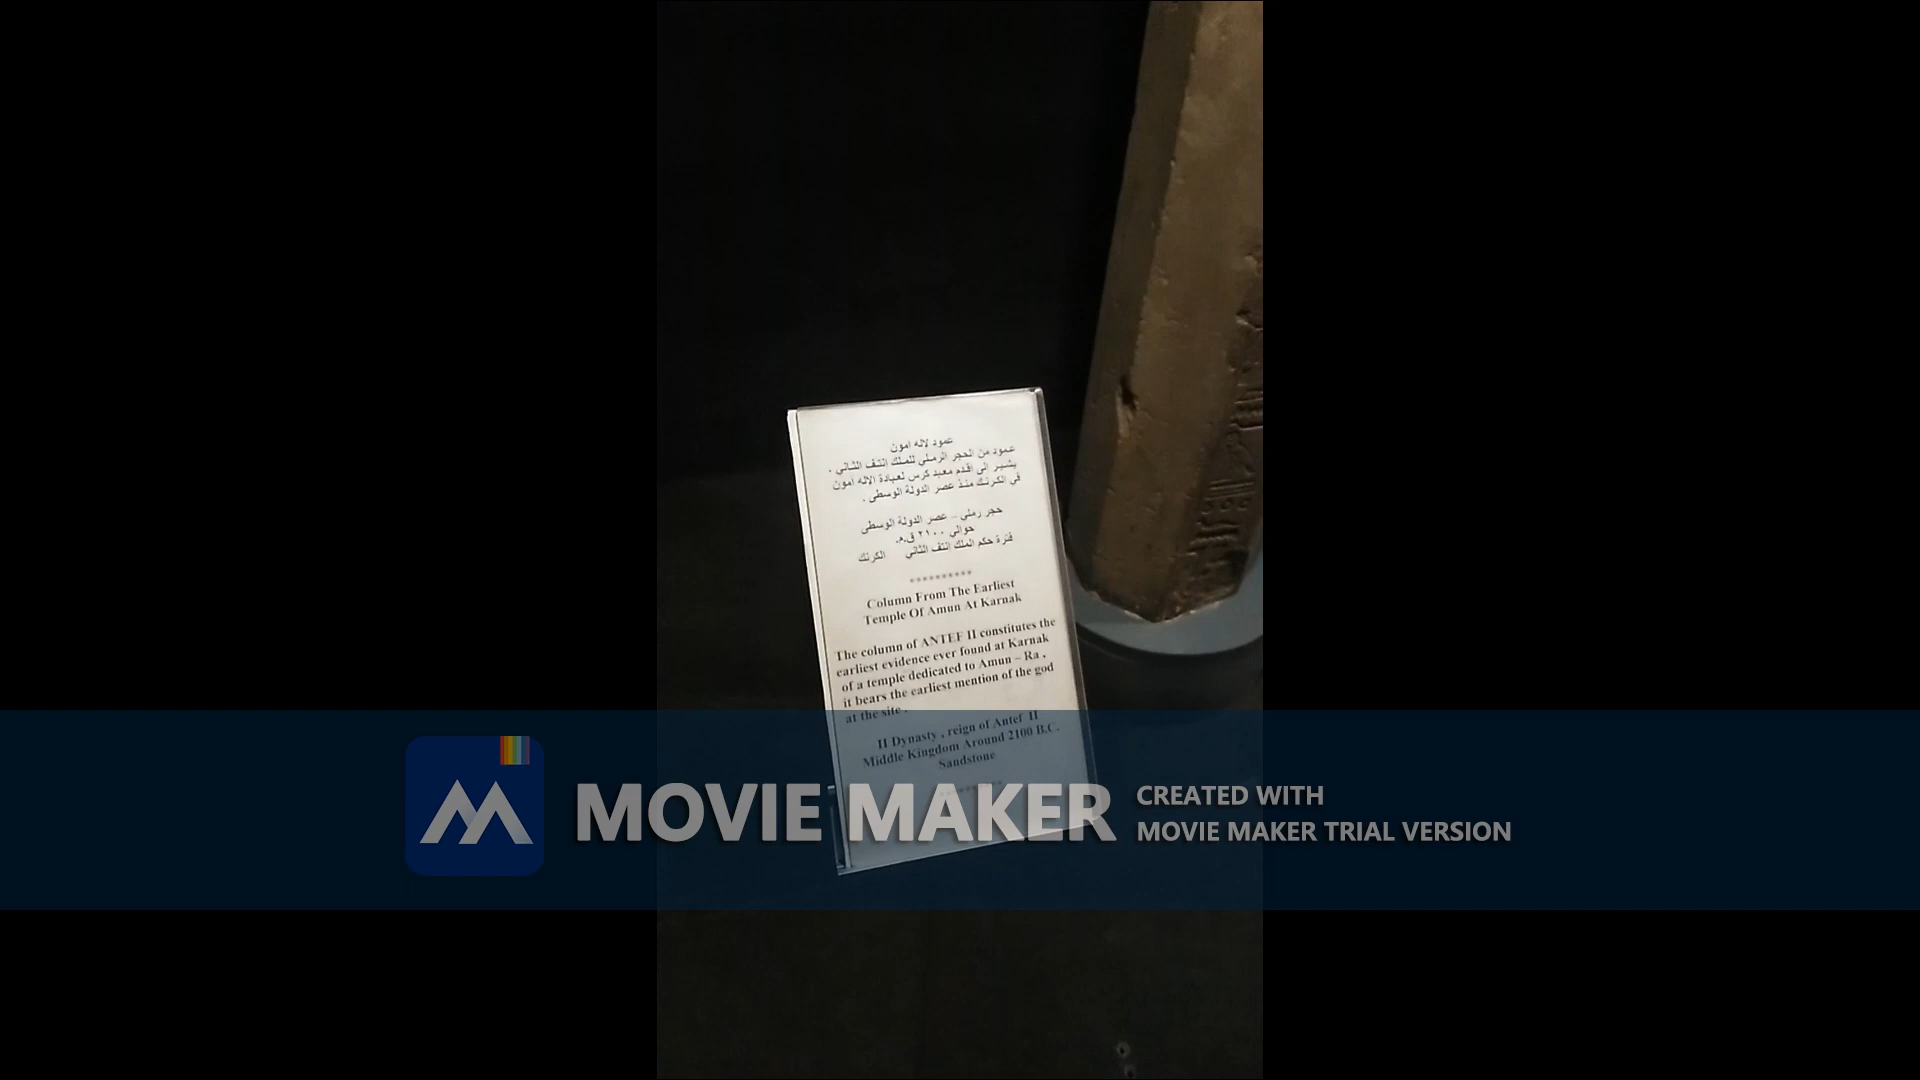 عمود لاله امون
عمود من الحجر الرملي للملك انتف الثاني .
يشير الى اقدم معبد كرس لعبادة الاله امون
في الكرنك منذ عصر الدولة الوسطى .
حجر رملي – عصر الدولة الوسطى
حوالي ٢١٠٠ ق.م.
فترة حكم الملك انتف الثاني الكرنك
**********
Column From The Earliest
Temple Of Amun At Karnak
The column of ANTEF II constitutes the
earliest evidence ever found at Karnak
of a temple dedicated to Amun – Ra .
it bears the earliest mention of the god
at the site .
II Dynasty , reign of Antef II
Middle Kingdom Around 2100 B.C.
Sandstone
**********
MOVIE MAKER
CREATED WITH
MOVIE MAKER TRIAL VERSION